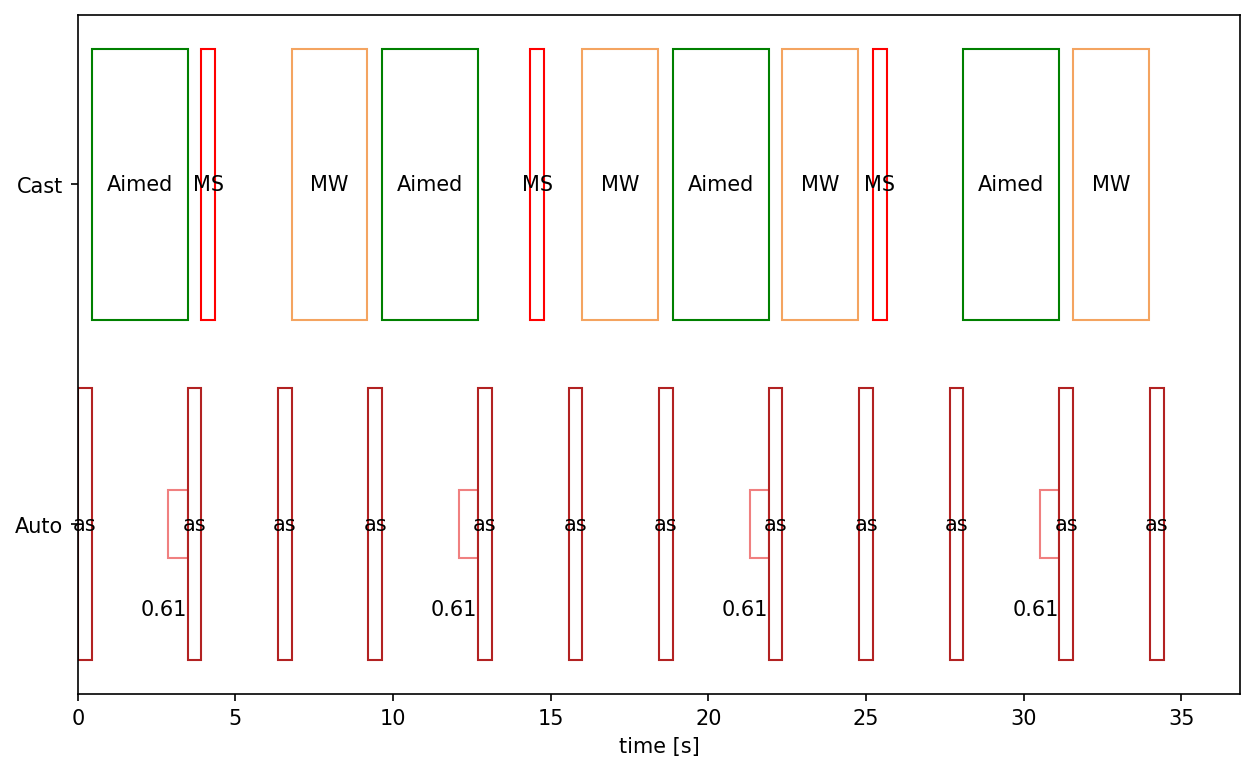 Cast
Aimed MS MW Aimed MS MW Aimed MW MS Aimed MW
Auto
as as as as as as as as as as as as
0.61 0.61 0.61 0.61
0 5 10 15 20 25 30 35
time [s]